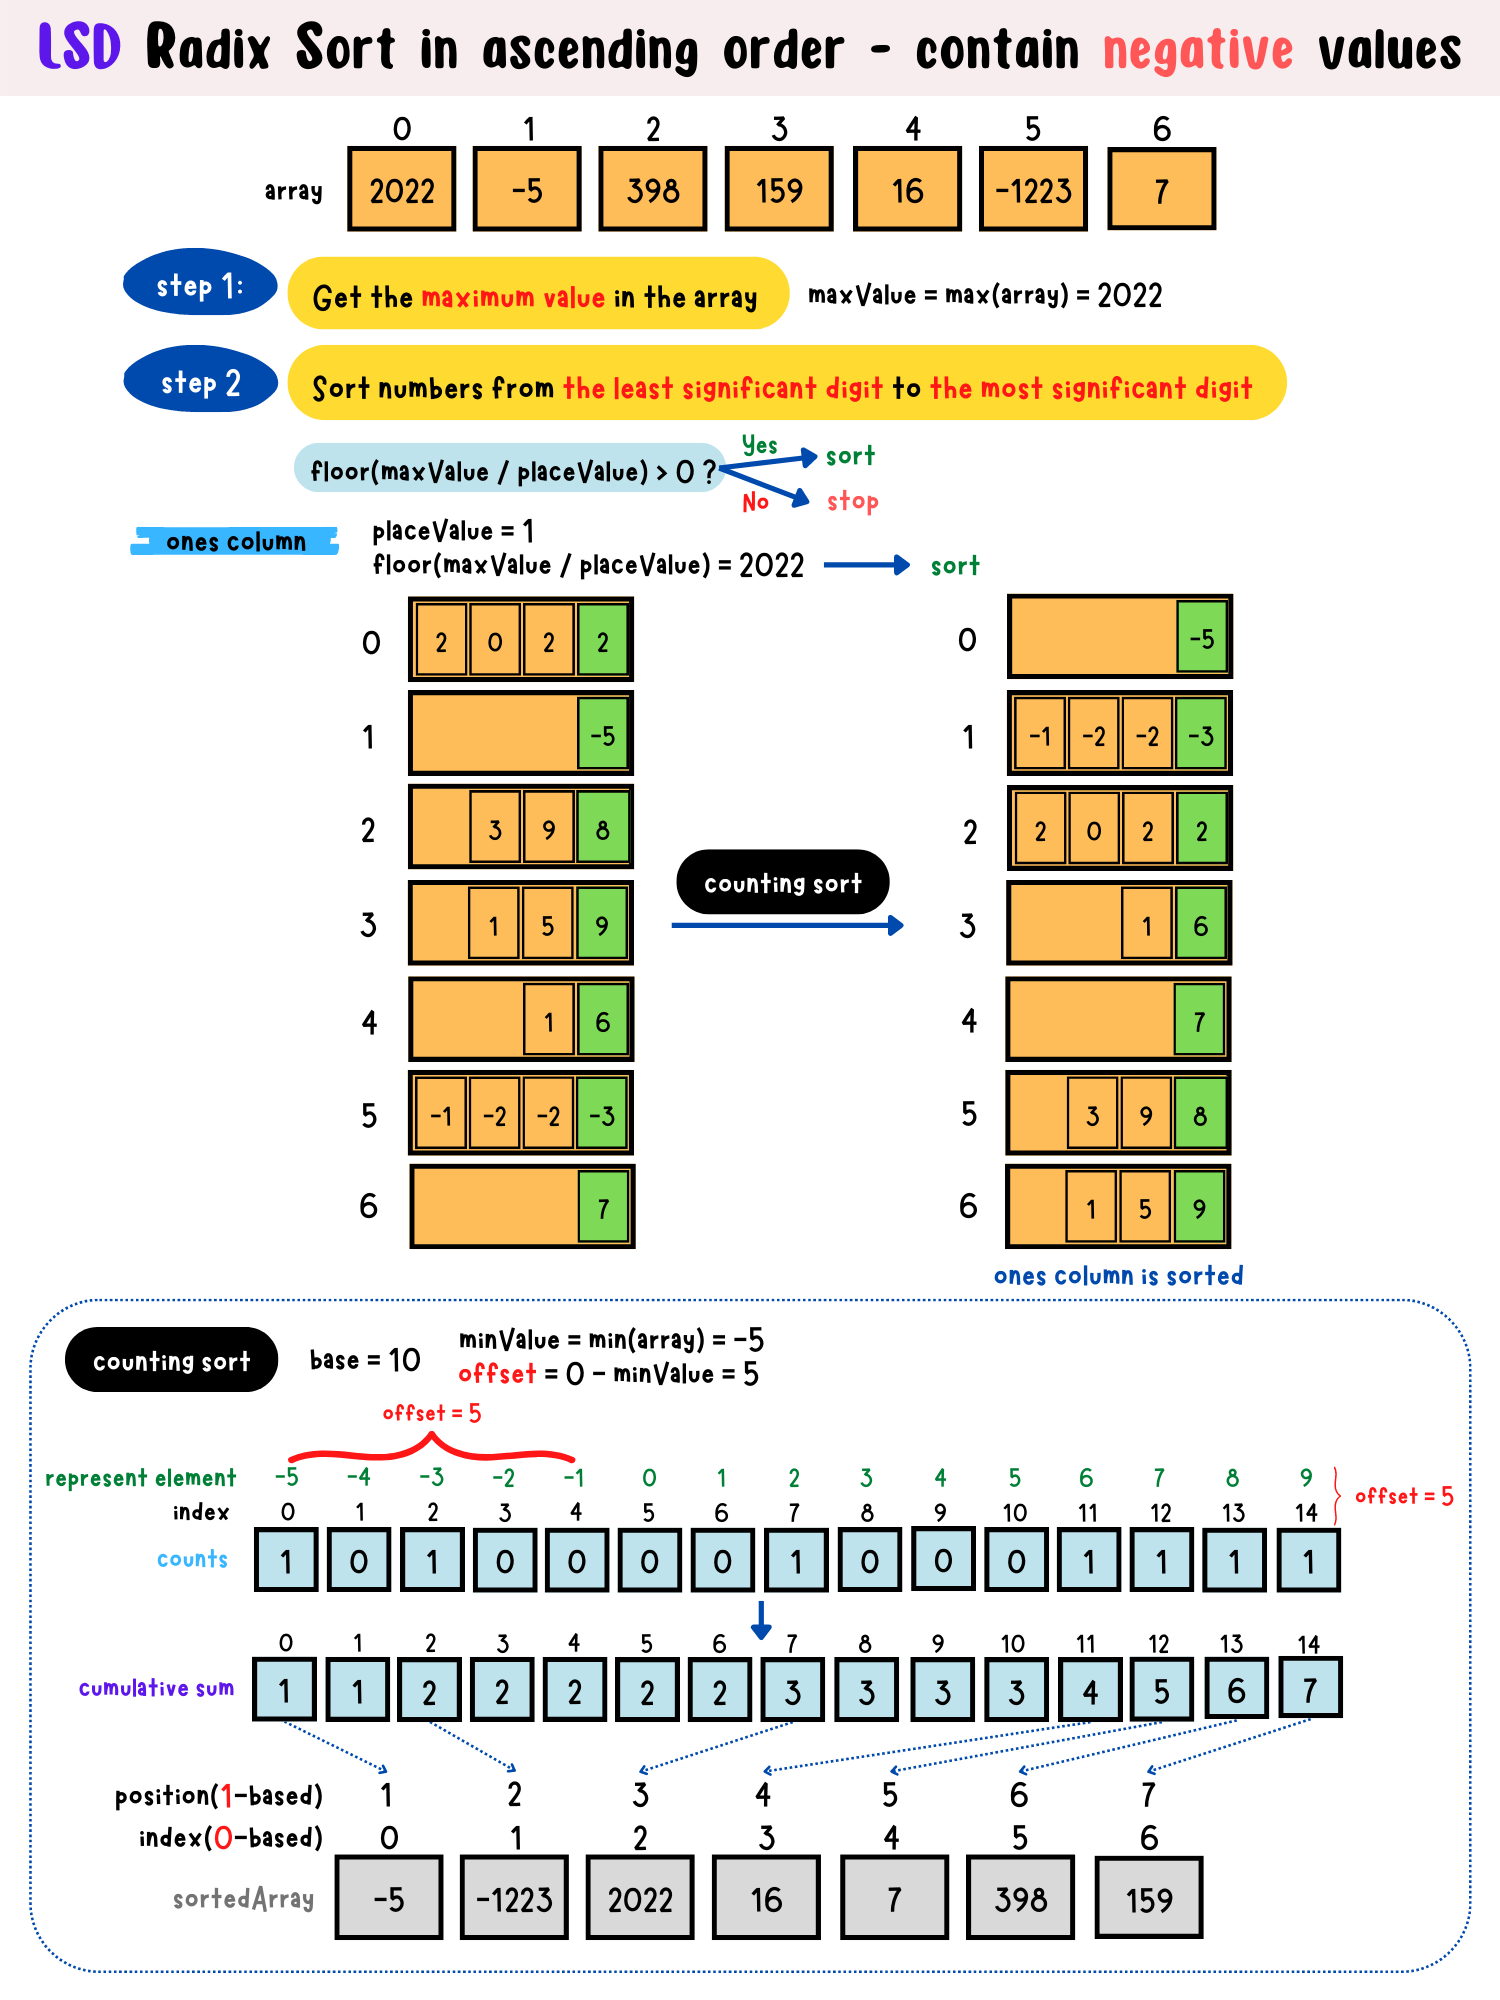 LSD Radix Sort in ascending order - contain negative values
0 1 2 3 4 5 6
array 2022 -5 398 159 16 -1223 7
step 1: Get the maximum value in the array maxValue = max(array) = 2022
step 2 Sort numbers from the least significant digit to the most significant digit
floor(maxValue / placeValue) > 0 ?
Yes sort
No stop
ones column placeValue = 1
floor(maxValue / placeValue) = 2022 sort
0 2 0 2 2 0 -5
1 -5 1 -1 -2 -2 -3
2 3 9 8 2 2 0 2 2
counting sort
3 1 5 9 3 1 6
4 1 6 4 7
5 -1 -2 -2 -3 5 3 9 8
6 7 6 1 5 9
ones column is sorted
counting sort base = 10 minValue = min(array) = -5
offset = 0 - minValue = 5
offset = 5
represent element -5 -4 -3 -2 -1 0 1 2 3 4 5 6 7 8 9
offset = 5
index 0 1 2 3 4 5 6 7 8 9 10 11 12 13 14
counts 1 0 1 0 0 0 0 1 0 0 0 1 1 1 1
0 1 2 3 4 5 6 7 8 9 10 11 12 13 14
cumulative sum 1 1 2 2 2 2 2 3 3 3 3 4 5 6 7
position(1-based) 1 2 3 4 5 6 7
index(0-based) 0 1 2 3 4 5 6
sortedArray -5 -1223 2022 16 7 398 159